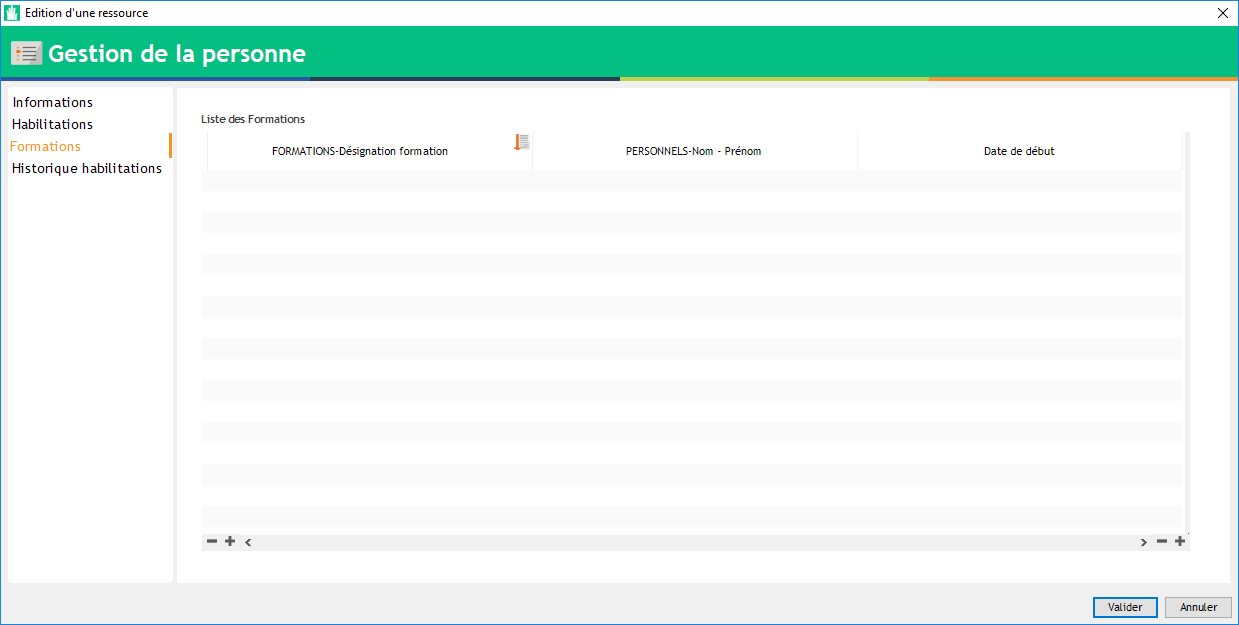 Edition d'une ressource
Gestion de la personne
Informations
Habilitations
Formations
Historique habilitations
Liste des Formations
FORMATIONS-Désignation formation PERSONNELS-Nom - Prénom Date de début
Valider Annuler